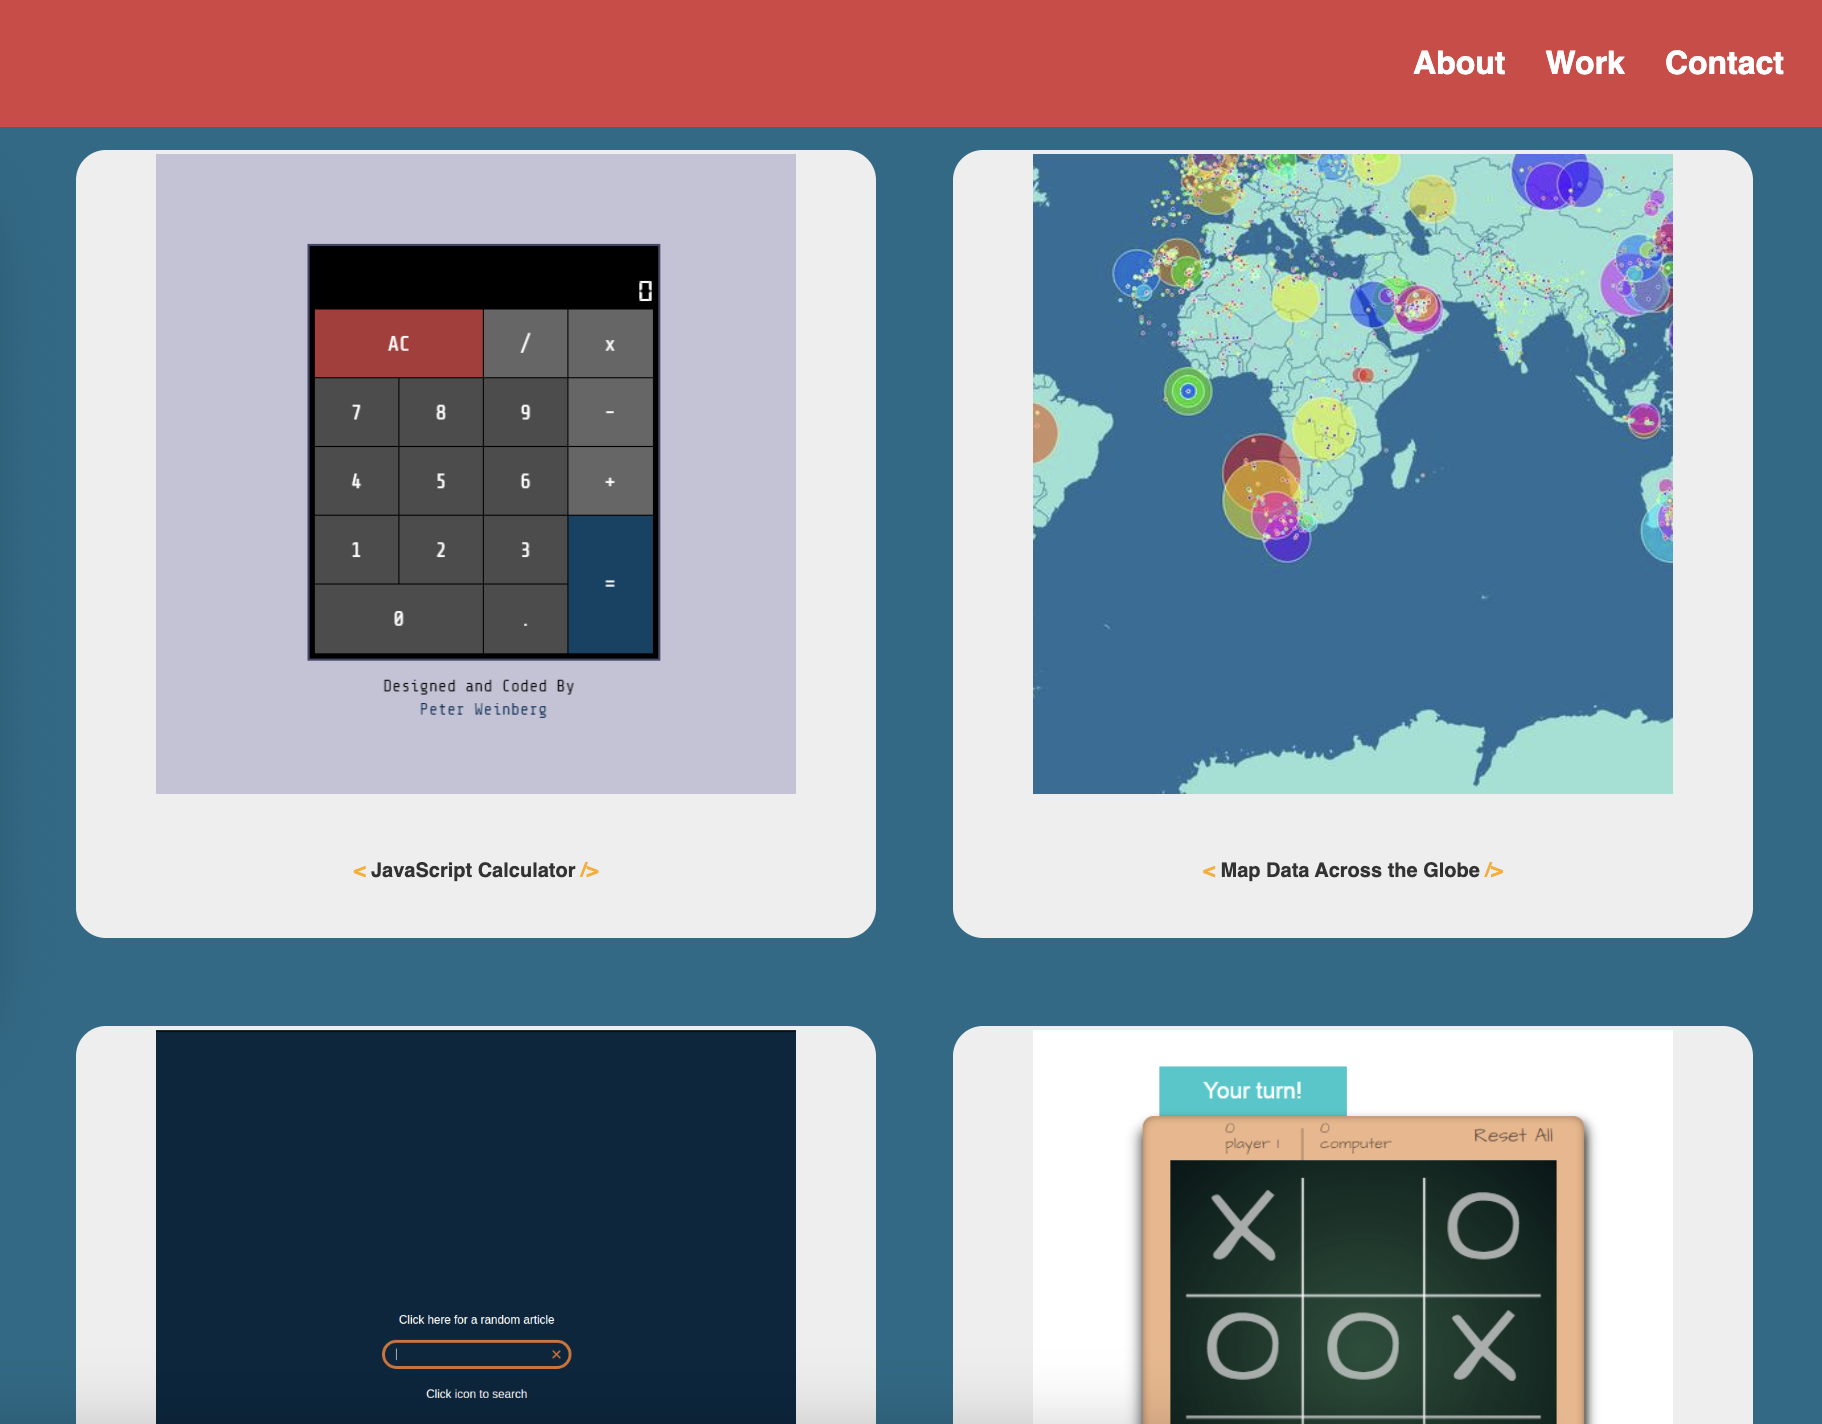 About Work Contact
0
AC / x
7 8 9 -
4 5 6 +
1 2 3 =
0 .
Designed and Coded By
Peter Weinberg
< JavaScript Calculator />
< Map Data Across the Globe />
Click here for a random article
Click icon to search
Your turn!
0 0
player 1 computer Reset All
X O
O O X